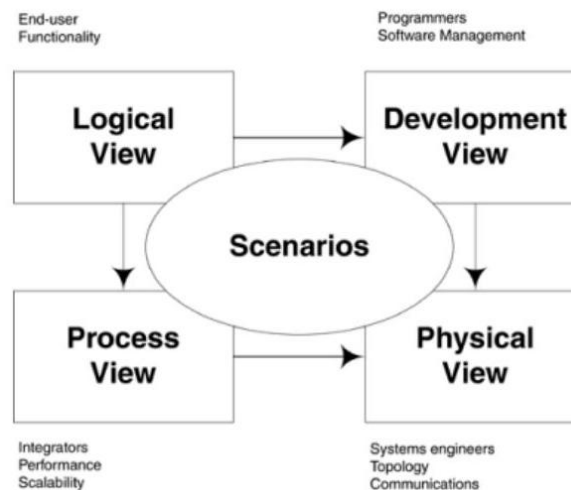 End-user
Functionality
Programmers
Software Management
Logical
View
Development
View
Scenarios
Process
View
Physical
View
Integrators
Performance
Scalability
Systems engineers
Topology
Communications